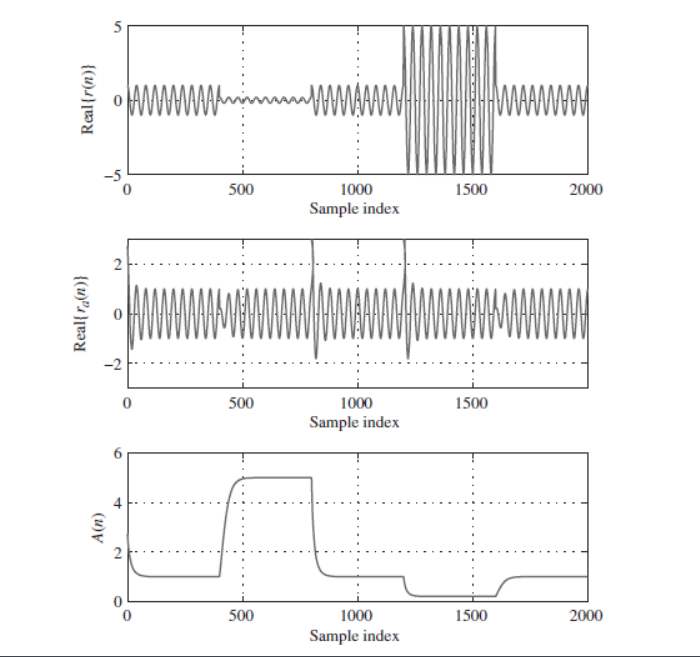 5
0
−5
Real{r(n)}
0 500 1000 1500 2000
Sample index
2
0
−2
Real{r_a(n)}
0 500 1000 1500
Sample index
6
4
2
0
A(n)
0 500 1000 1500 2000
Sample index